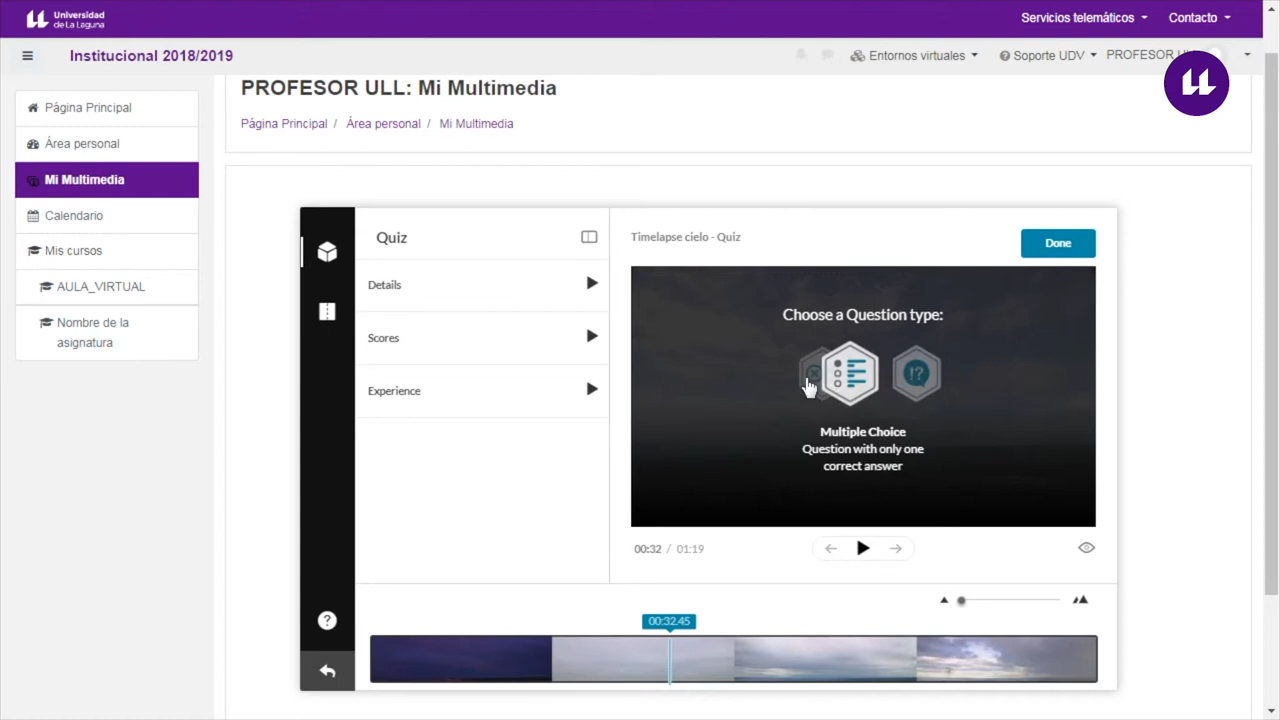 Universidad
de La Laguna
Servicios telemáticos
Contacto
Institucional 2018/2019
Entornos virtuales
Soporte UDV
PROFESOR
PROFESOR ULL: Mi Multimedia
Página Principal / Área personal / Mi Multimedia
Página Principal
Área personal
Mi Multimedia
Calendario
Mis cursos
AULA_VIRTUAL
Nombre de la
asignatura
Quiz
Details
Scores
Experience
Timelapse cielo - Quiz
Done
Choose a Question type:
!?
Multiple Choice
Question with only one
correct answer
00:32 / 01:19
?
00:32.45